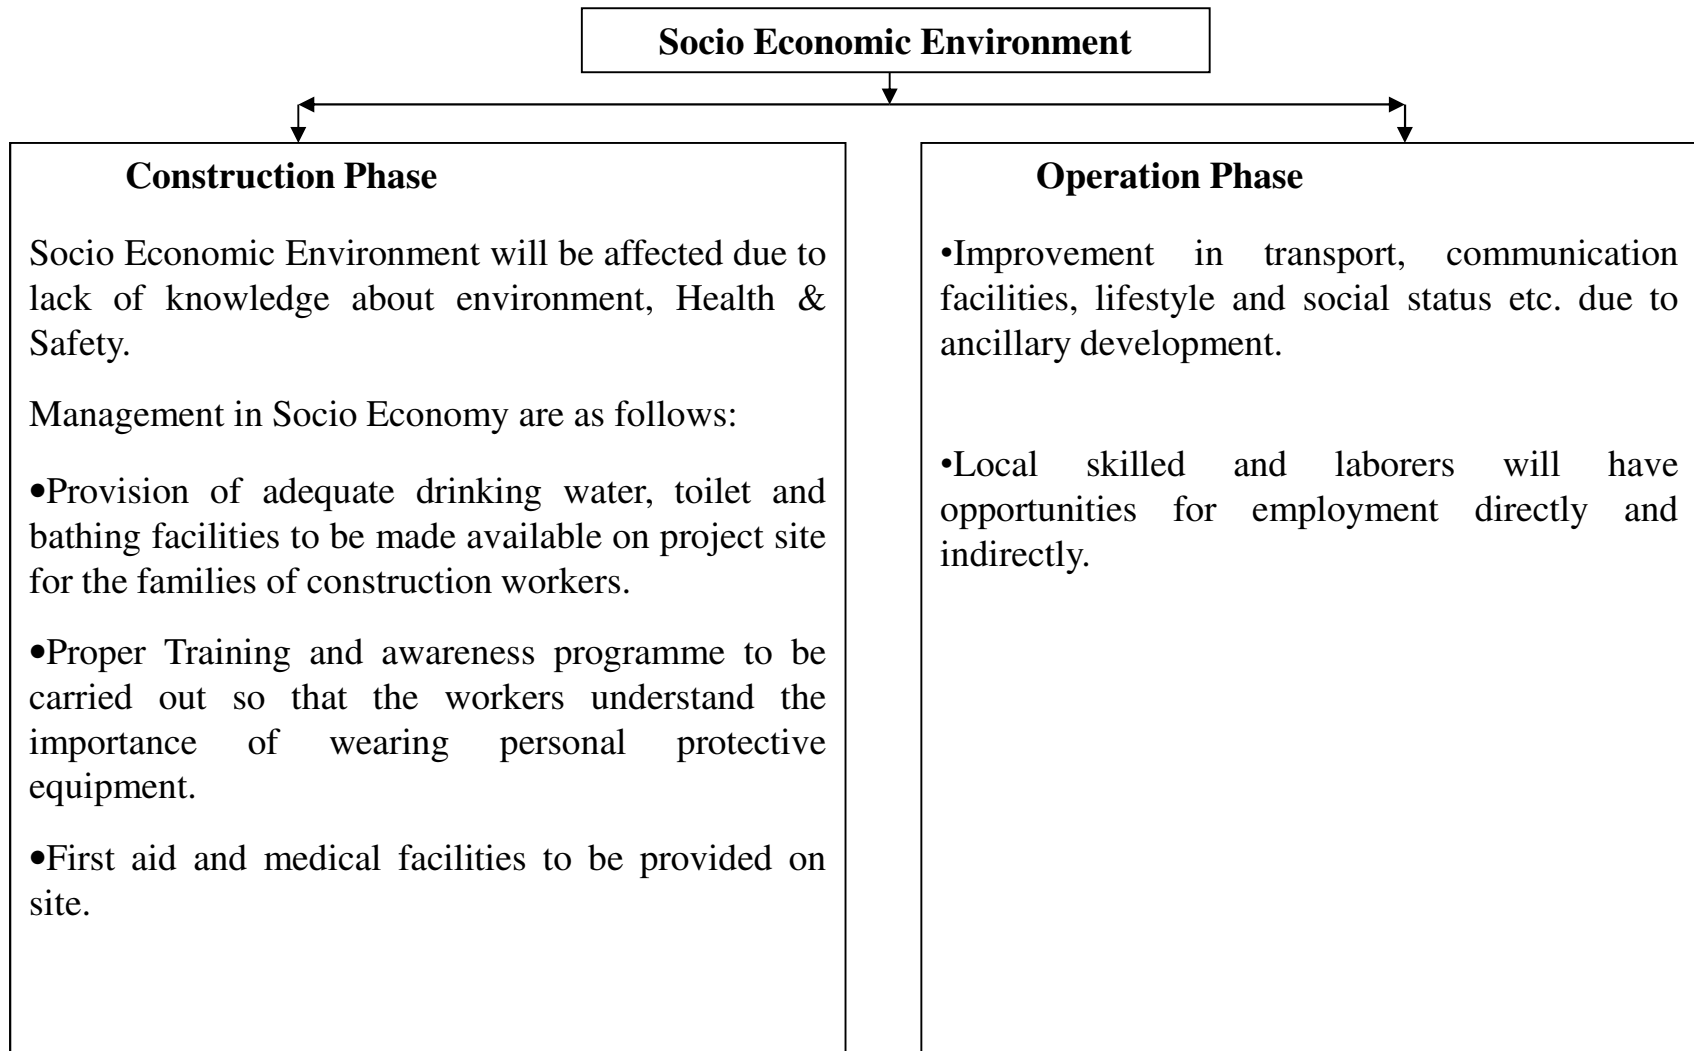 Socio Economic Environment
Construction Phase
Socio Economic Environment will be affected due to
lack of knowledge about environment, Health &
Safety.
Management in Socio Economy are as follows:
•Provision of adequate drinking water, toilet and
bathing facilities to be made available on project site
for the families of construction workers.
•Proper Training and awareness programme to be
carried out so that the workers understand the
importance of wearing personal protective
equipment.
•First aid and medical facilities to be provided on
site.
Operation Phase
•Improvement in transport, communication
facilities, lifestyle and social status etc. due to
ancillary development.
•Local skilled and laborers will have
opportunities for employment directly and
indirectly.